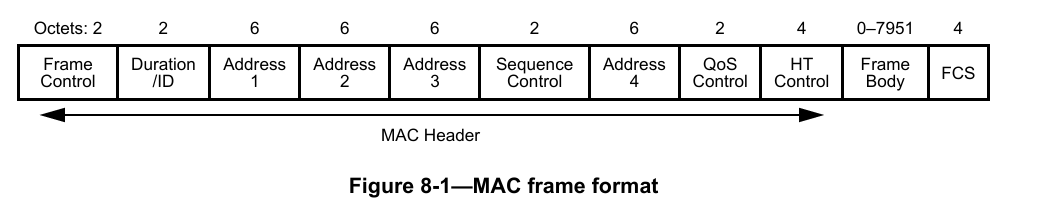 Octets: 2 2 6 6 6 2 6 2 4 0–7951 4
Frame Control Duration /ID Address 1 Address 2 Address 3 Sequence Control Address 4 QoS Control HT Control Frame Body FCS
MAC Header
Figure 8-1—MAC frame format